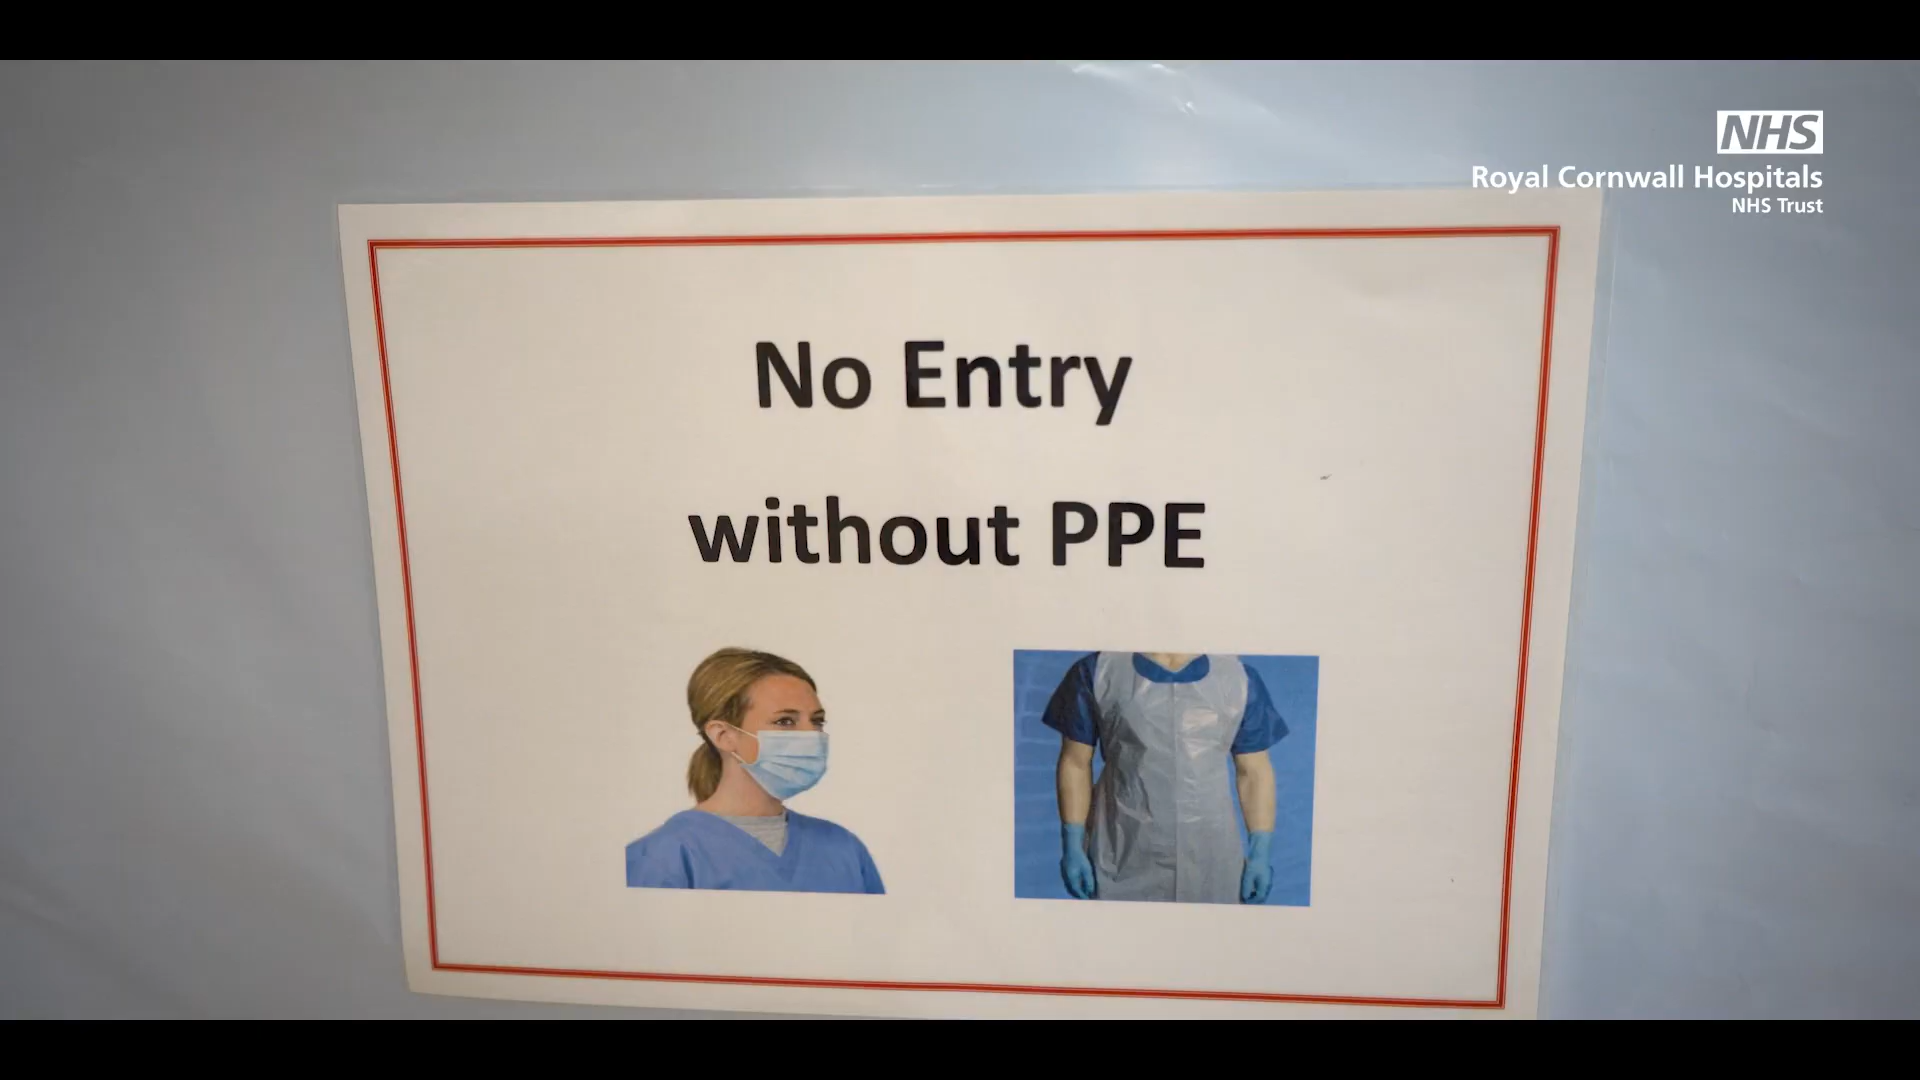 NHS
Royal Cornwall Hospitals
NHS Trust
No Entry
without PPE